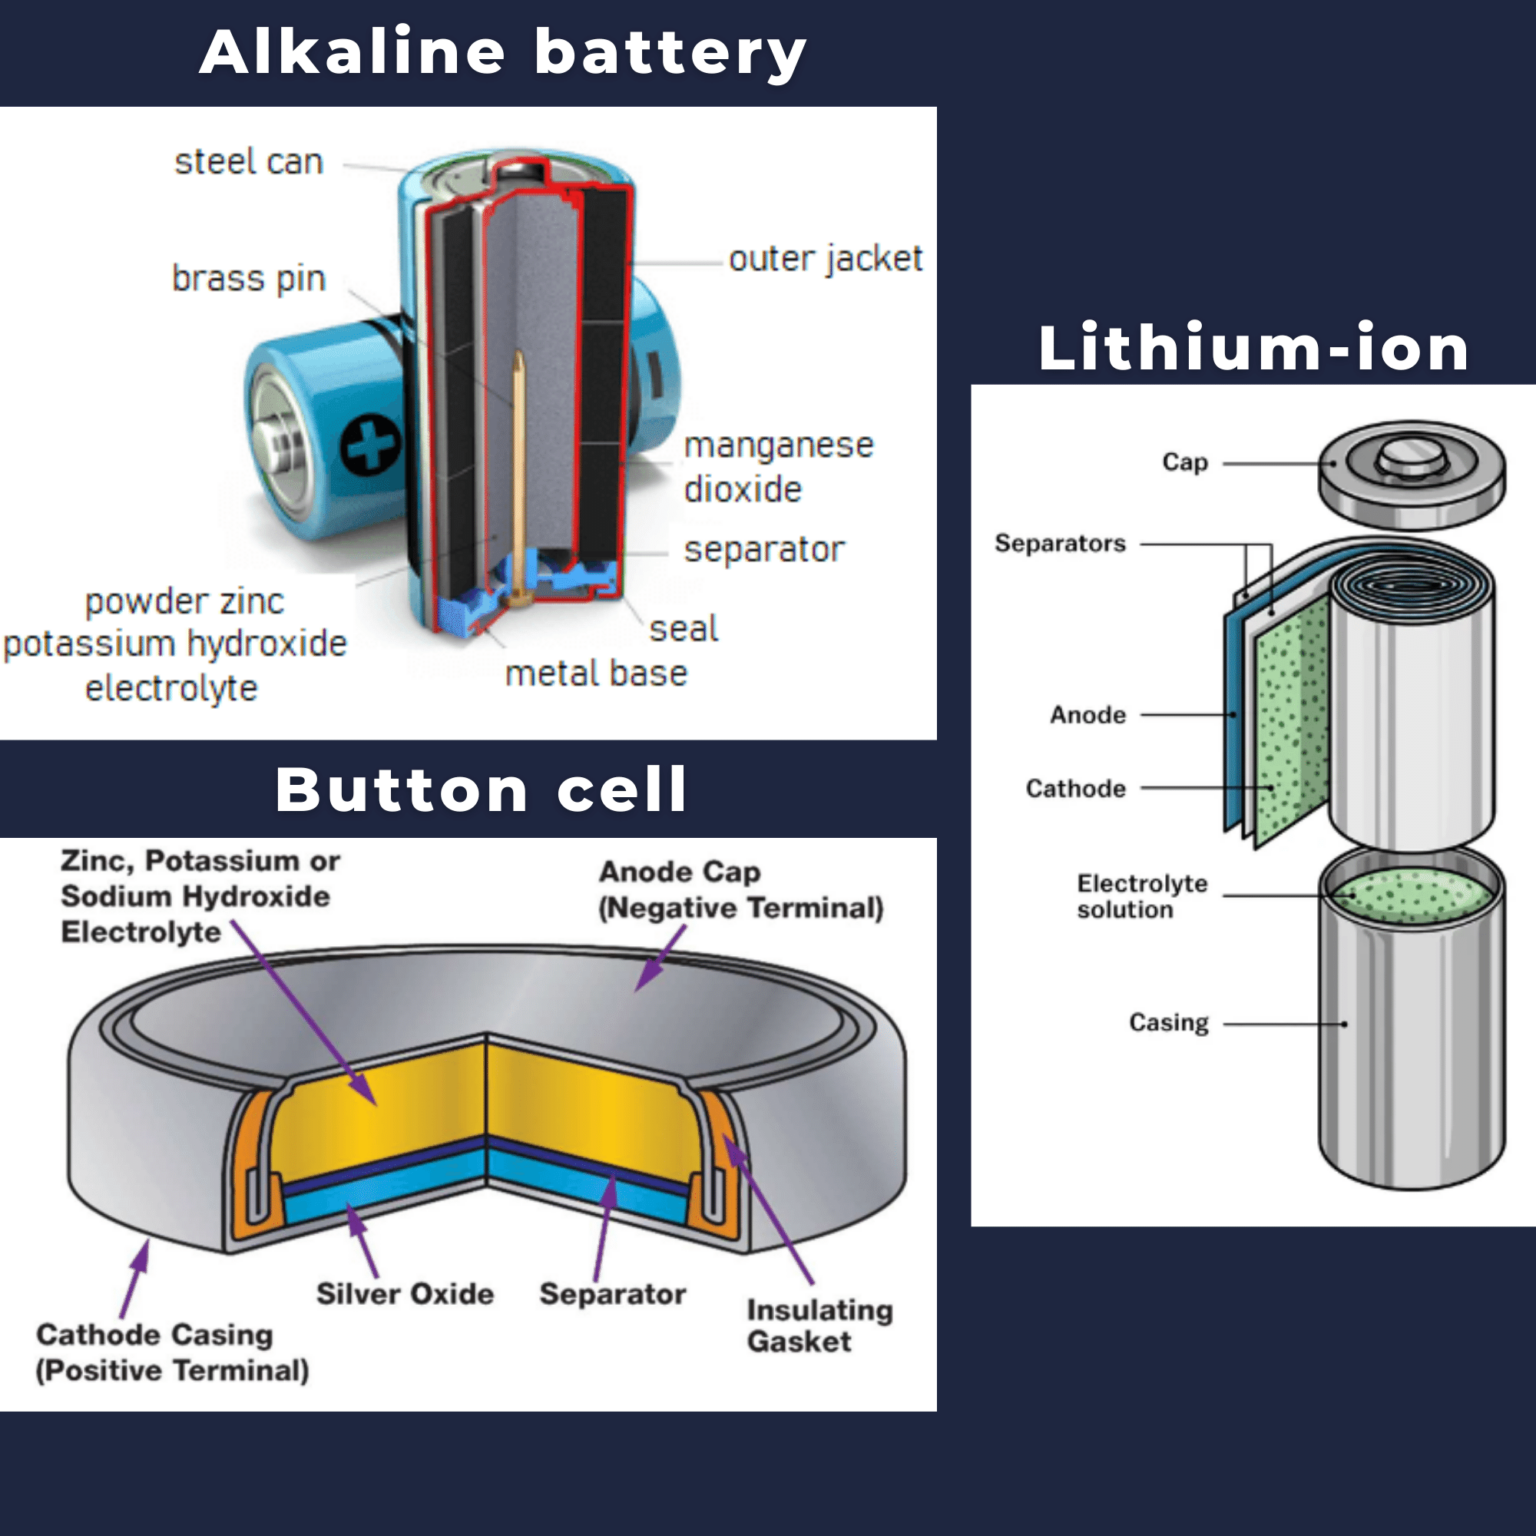 Alkaline battery
steel can
brass pin
outer jacket
manganese
dioxide
separator
powder zinc
potassium hydroxide
electrolyte
seal
metal base
Lithium-ion
Cap
Separators
Anode
Cathode
Electrolyte
solution
Casing
Button cell
Zinc, Potassium or
Sodium Hydroxide
Electrolyte
Anode Cap
(Negative Terminal)
Silver Oxide
Separator
Insulating
Gasket
Cathode Casing
(Positive Terminal)